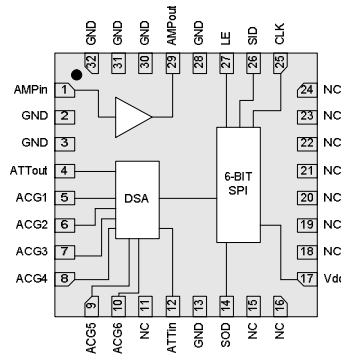 GND
GND
GND
AMPout
GND
LE
SID
CLK
32
31
30
29
28
27
26
25
AMPin 1
GND 2
GND 3
ATTout 4
ACG1 5
ACG2 6
ACG3 7
ACG4 8
DSA
6-BIT
SPI
24 NC
23 NC
22 NC
21 NC
20 NC
19 NC
18 NC
17 Vdd
9
10
11
12
13
14
15
16
ACG5
ACG6
NC
ATTin
GND
SOD
NC
NC